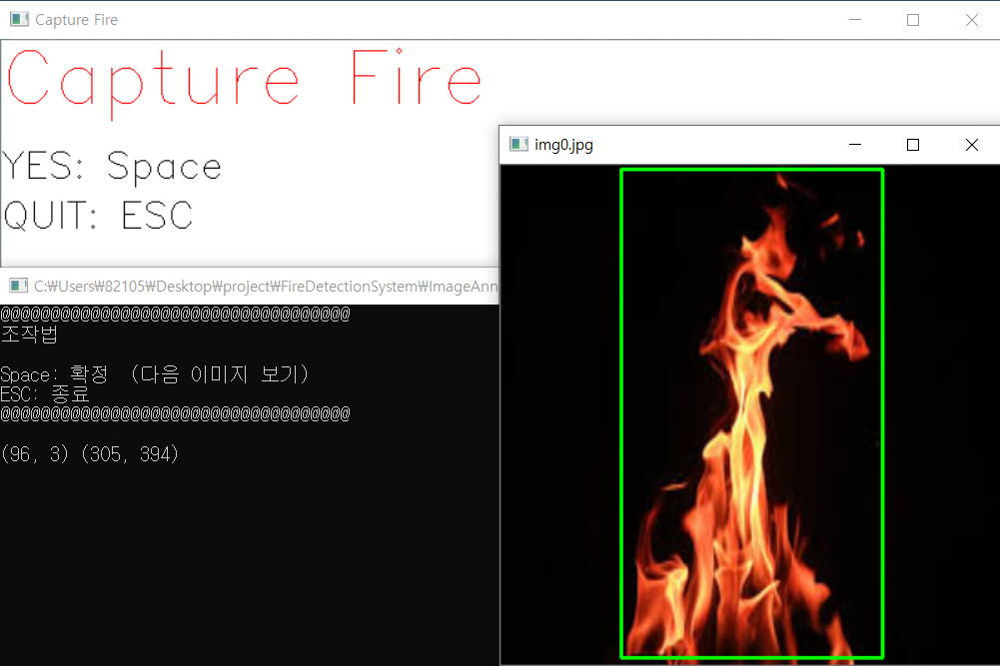 Capture Fire
Capture Fire
YES: Space
QUIT: ESC
img0.jpg
C:₩Users₩82105₩Desktop₩project₩FireDetectionSystem₩ImageAnn
@@@@@@@@@@@@@@@@@@@@@@@@@@@@@@@@@@@
조작법
Space: 확정 (다음 이미지 보기)
ESC: 종료
@@@@@@@@@@@@@@@@@@@@@@@@@@@@@@@@@@@
(96, 3) (305, 394)